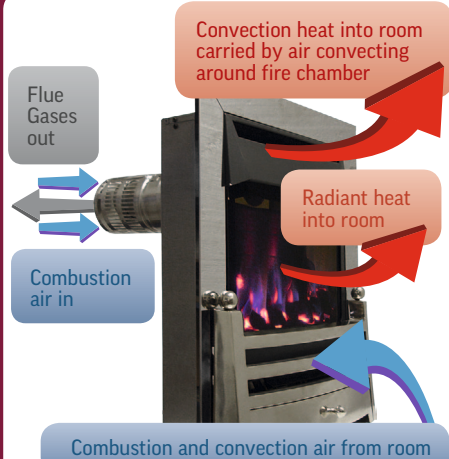 Convection heat into room
carried by air convecting
around fire chamber
Flue
Gases
out
Radiant heat
into room
Combustion
air in
Combustion and convection air from room